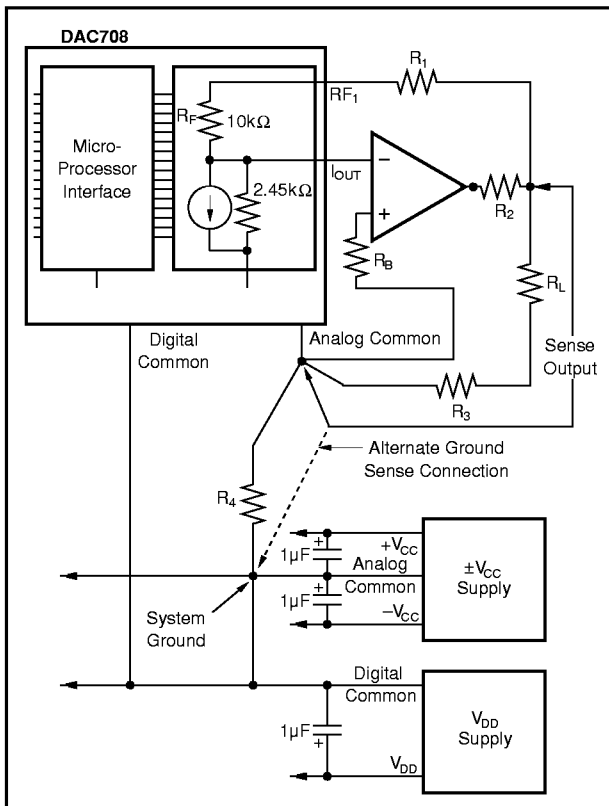 DAC708
Micro-
Processor
Interface
RF
10kΩ
2.45kΩ
RF1
R1
IOUT
−
+
RB
R2
RL
Digital
Common
Analog Common
Sense
Output
R3
Alternate Ground
Sense Connection
R4
+VCC
1µF
+
Analog
Common
±VCC
Supply
1µF
+
−VCC
System
Ground
Digital
Common
1µF
+
VDD
VDD
Supply